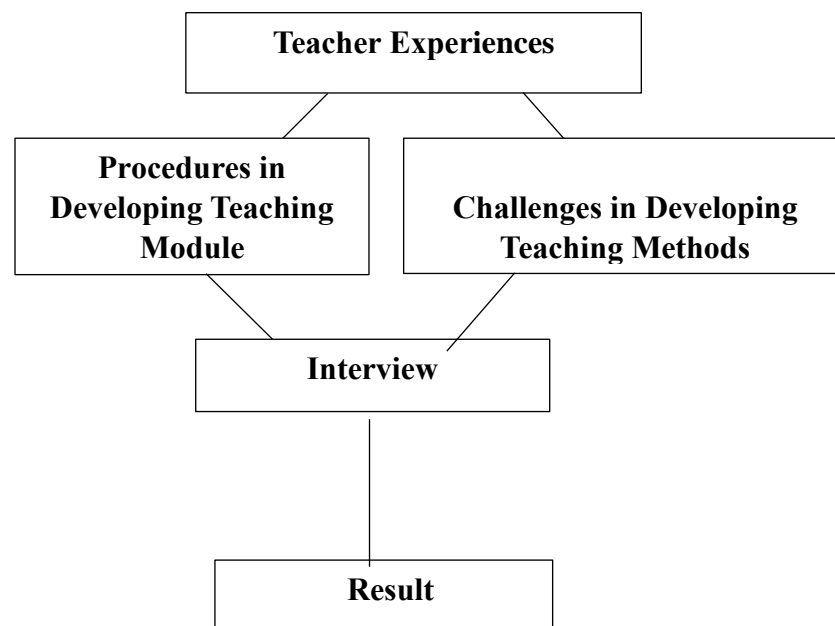 Teacher Experiences
Procedures in
Developing Teaching
Module
Challenges in Developing
Teaching Methods
Interview
Result